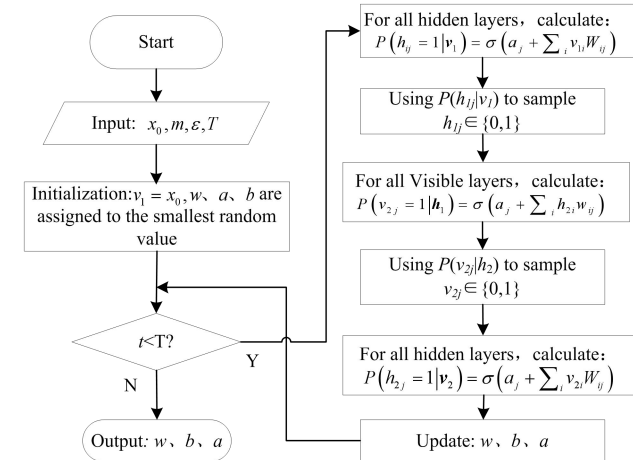 Start
Input: x₀,m,ε,T
Initialization:v₁ = x₀,w、a、b are
assigned to the smallest random
value
t<T?
Y
N
Output: w、b、a
For all hidden layers，calculate：
P(hᵢⱼ = 1|v₁) = σ(aⱼ + ∑ᵢ v₁ᵢWᵢⱼ)
Using P(h₁ⱼ|v₁) to sample
h₁ⱼ∈{0,1}
For all Visible layers，calculate：
P(v₂ⱼ = 1|h₁) = σ(aⱼ + ∑ᵢ h₂ᵢwᵢⱼ)
Using P(v₂ⱼ|h₂) to sample
v₂ⱼ∈{0,1}
For all hidden layers，calculate：
P(h₂ⱼ = 1|v₂) = σ(aⱼ + ∑ᵢ v₂ᵢWᵢⱼ)
Update: w、b、a